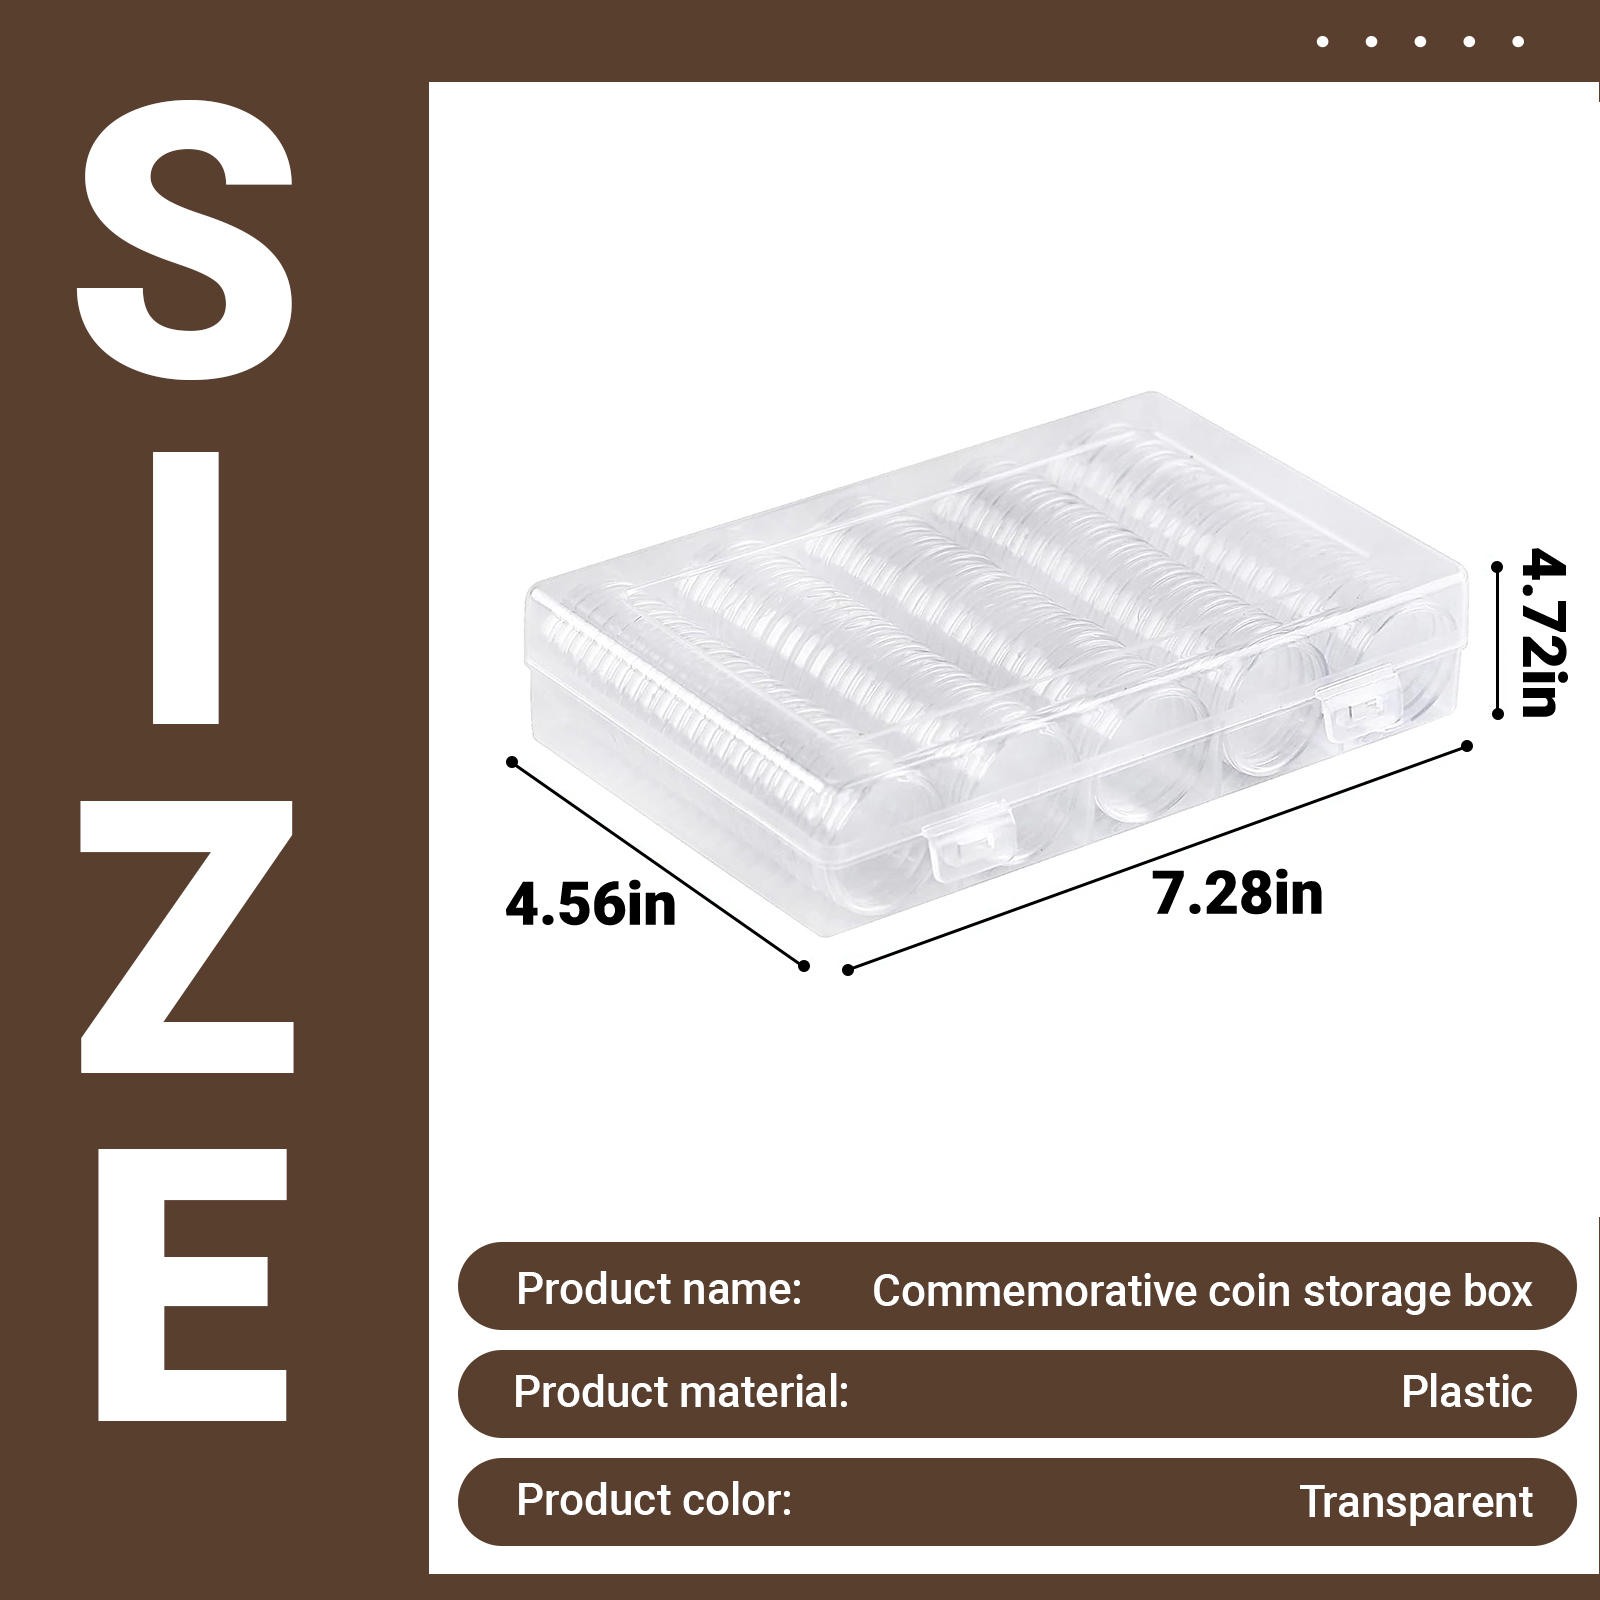 SIZE
4.72in
4.56in
7.28in
Product name: Commemorative coin storage box
Product material: Plastic
Product color: Transparent